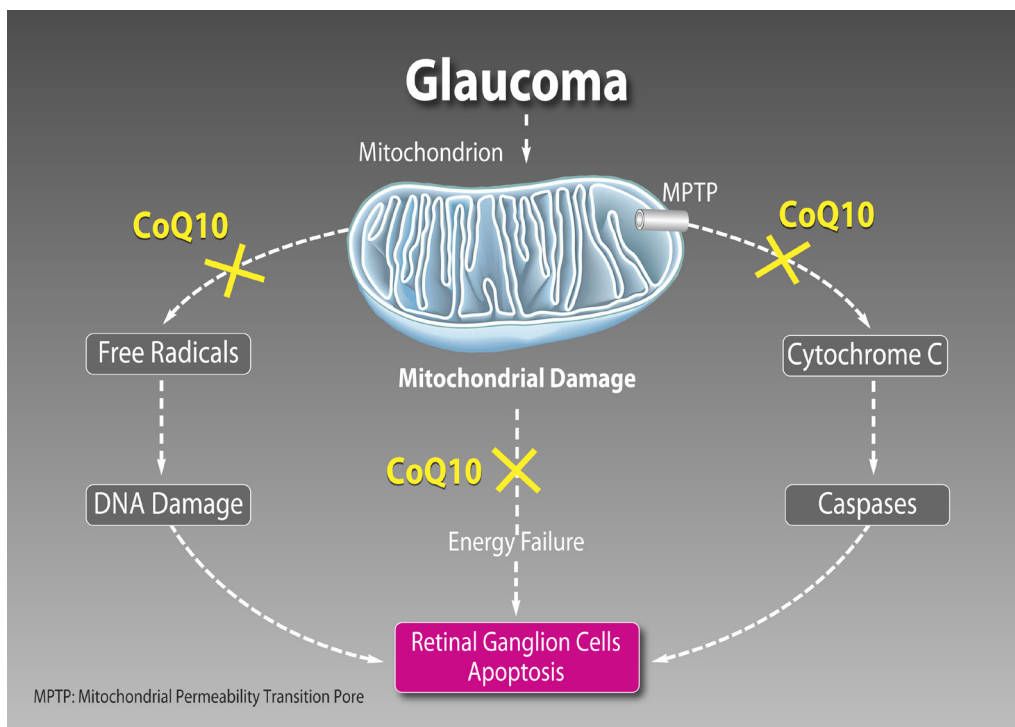 Glaucoma
Mitochondrion
MPTP
CoQ10
CoQ10
Free Radicals
Cytochrome C
Mitochondrial Damage
CoQ10
DNA Damage
Caspases
Energy Failure
Retinal Ganglion Cells
Apoptosis
MPTP: Mitochondrial Permeability Transition Pore